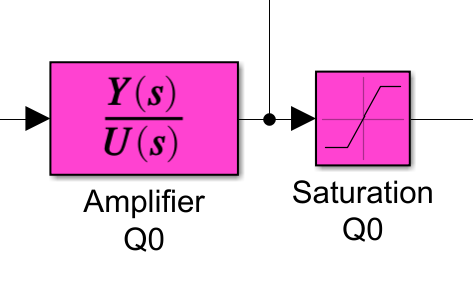 Y(s)
U(s)
Amplifier
Q0
Saturation
Q0